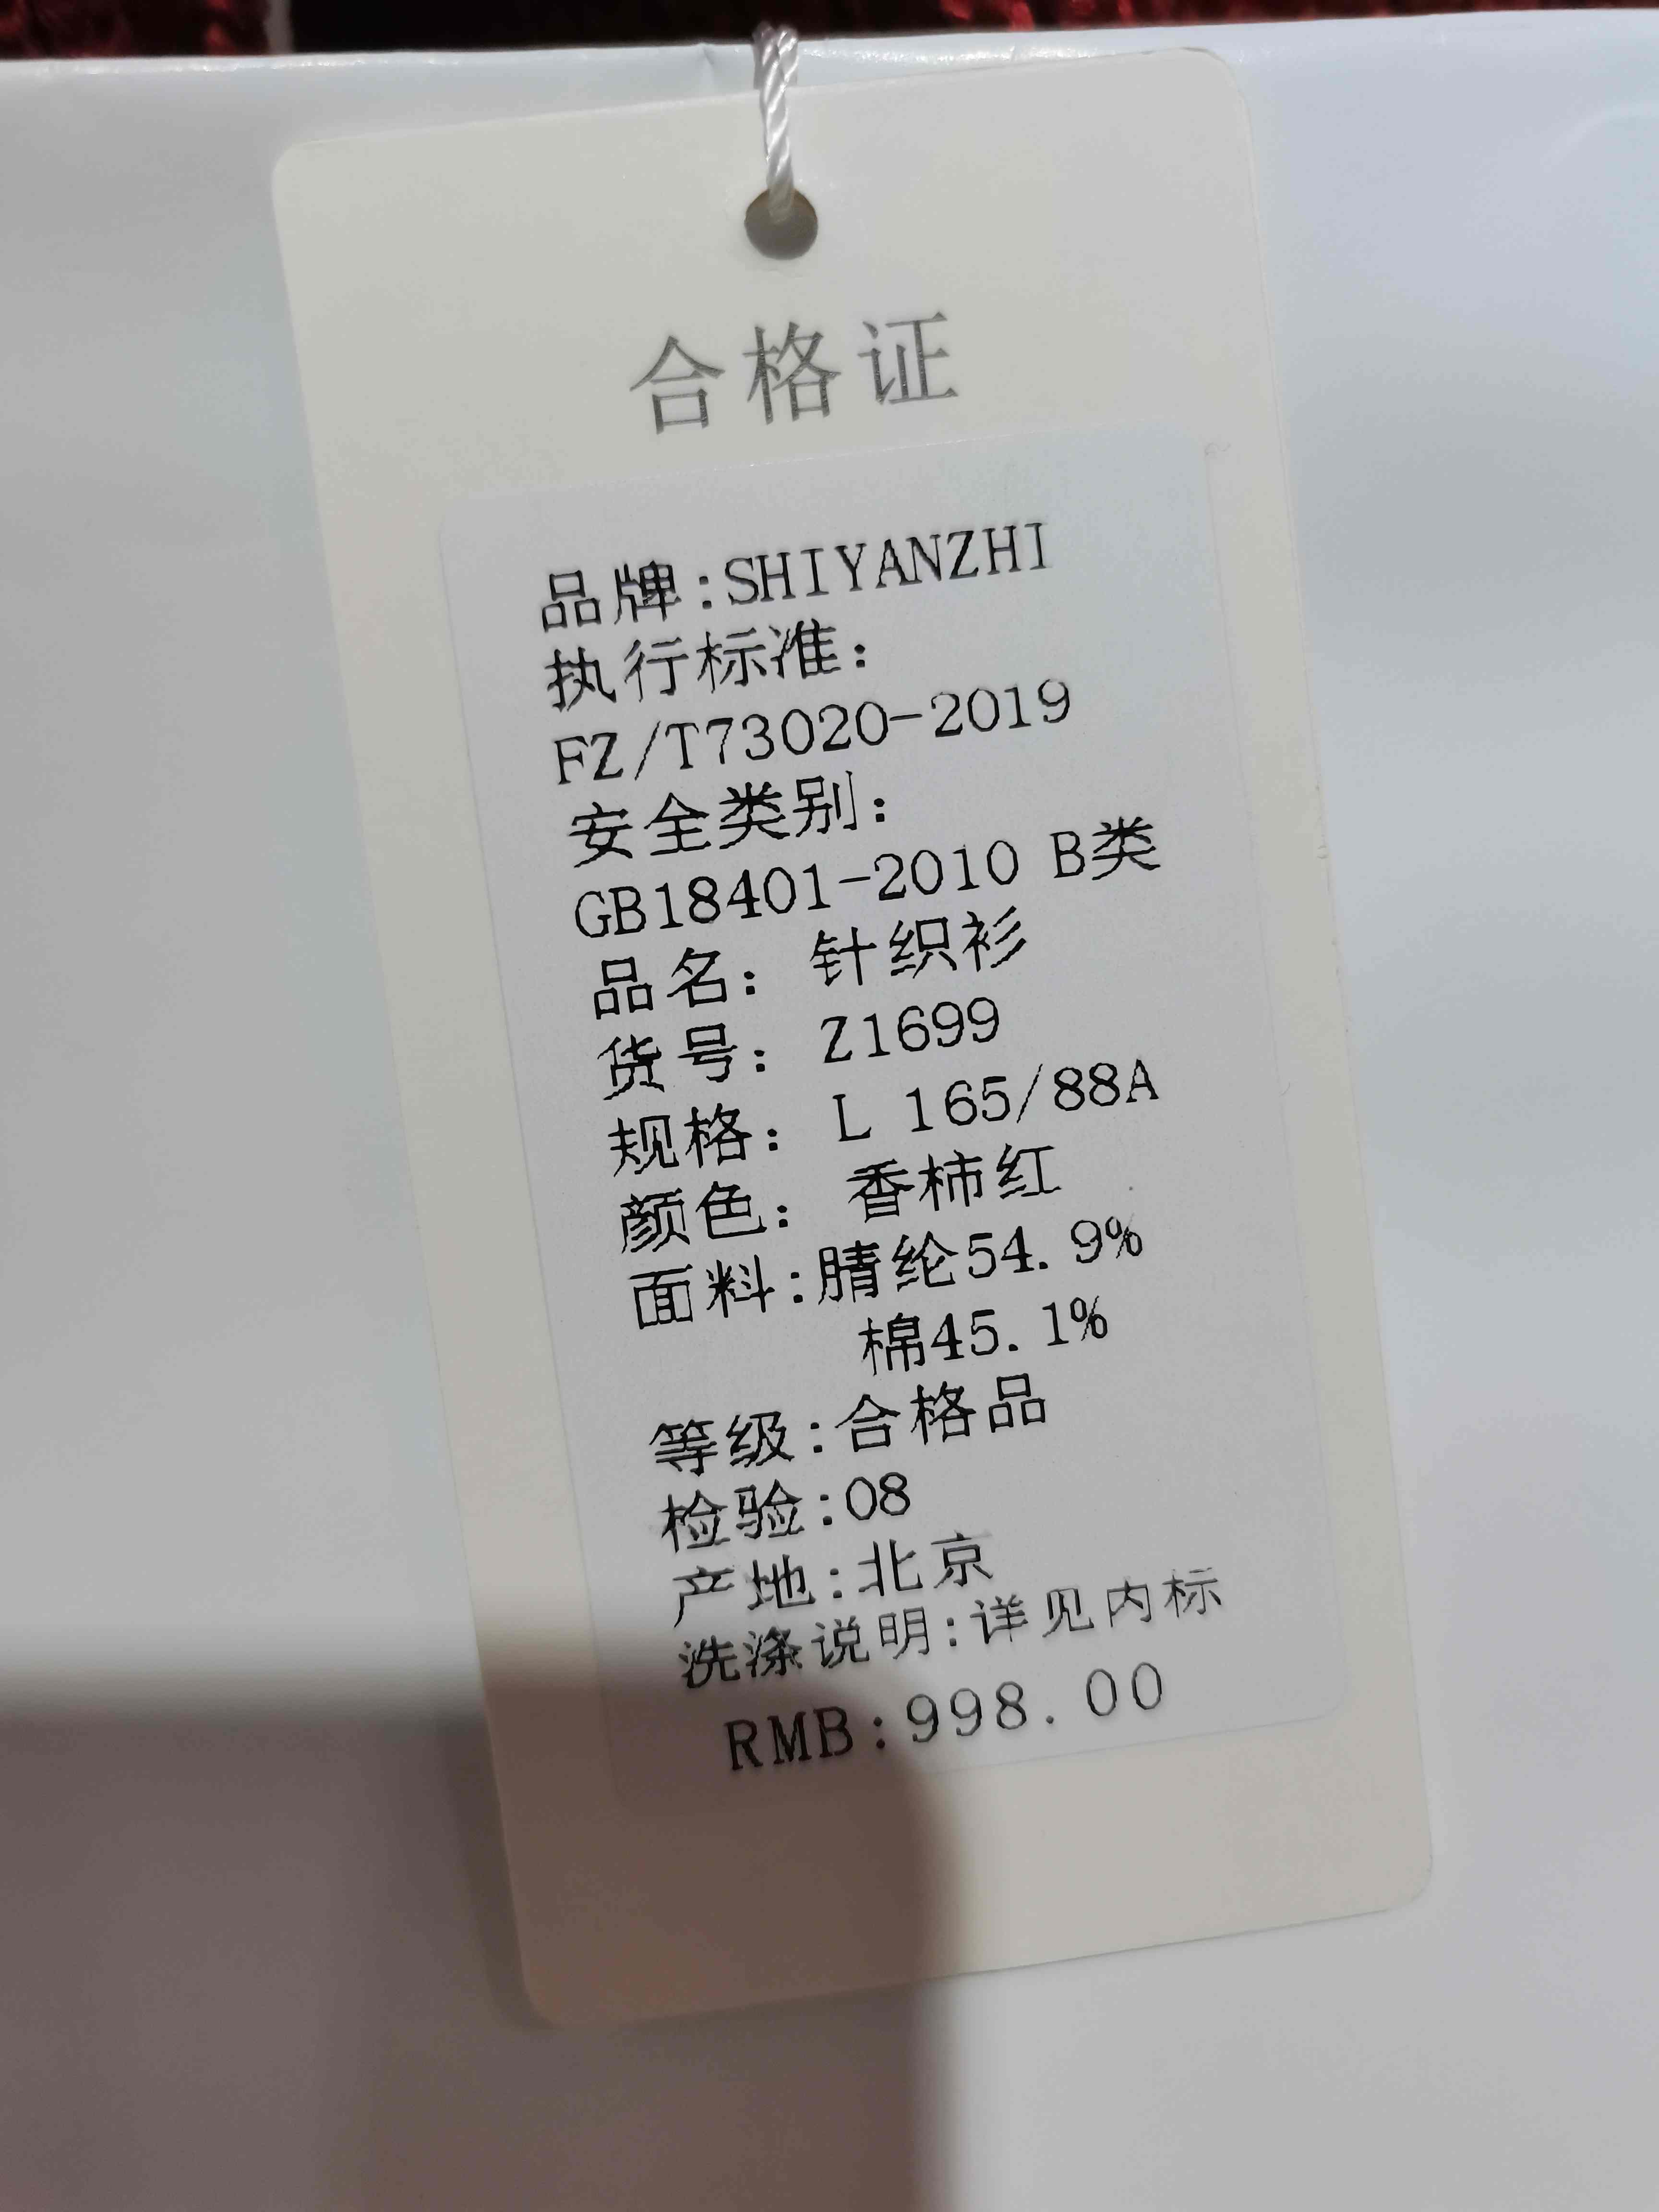 合格证
品牌:SHIYANZHI
执行标准:
FZ/T73020-2019
安全类别:
GB18401-2010 B类
品名: 针织衫
货号: Z1699
规格: L 165/88A
颜色: 香柿红
面料:腈纶54.9%
棉45.1%
等级:合格品
检验:08
产地:北京
洗涤说明:详见内标
RMB:998.00